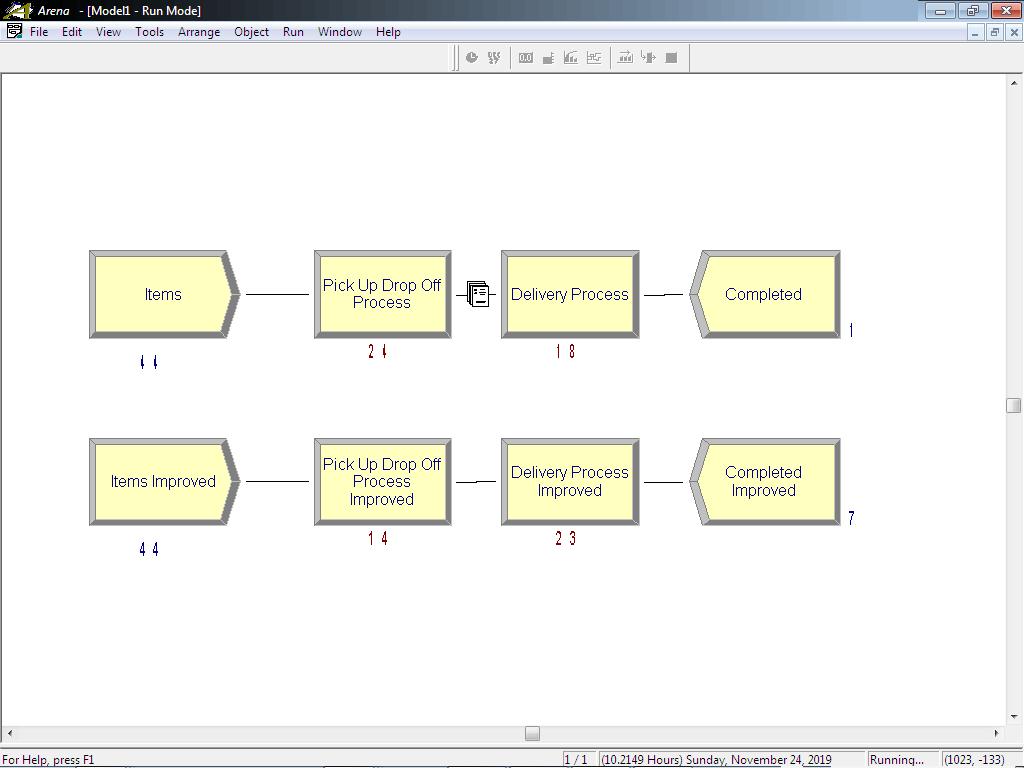 Arena - [Model1 - Run Mode]
File Edit View Tools Arrange Object Run Window Help
Items
Pick Up Drop Off
Process
Delivery Process
Completed
1
4 4
2 4
1 8
Items Improved
Pick Up Drop Off
Process
Improved
Delivery Process
Improved
Completed
Improved
7
4 4
1 4
2 3
For Help, press F1
1 / 1
(10.2149 Hours) Sunday, November 24, 2019
Running...
(1023, -133)